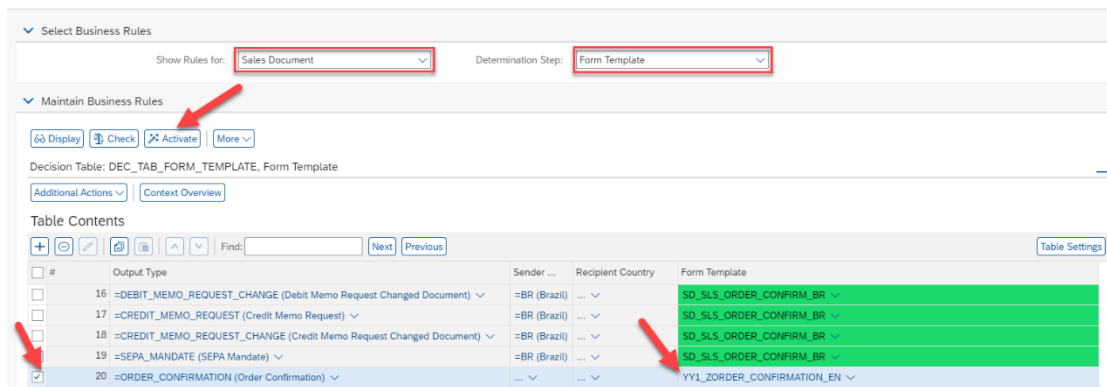 Select Business Rules
Show Rules for: Sales Document Determination Step: Form Template
Maintain Business Rules
Display Check Activate More
Decision Table: DEC_TAB_FORM_TEMPLATE, Form Template
Additional Actions Context Overview
Table Contents
Find: Next Previous Table Settings
# Output Type Sender ... Recipient Country Form Template
16 =DEBIT_MEMO_REQUEST_CHANGE (Debit Memo Request Changed Document) =BR (Brazil) ... SD_SLS_ORDER_CONFIRM_BR
17 =CREDIT_MEMO_REQUEST (Credit Memo Request) =BR (Brazil) ... SD_SLS_ORDER_CONFIRM_BR
18 =CREDIT_MEMO_REQUEST_CHANGE (Credit Memo Request Changed Document) =BR (Brazil) ... SD_SLS_ORDER_CONFIRM_BR
19 =SEPA_MANDATE (SEPA Mandate) =BR (Brazil) ... SD_SLS_ORDER_CONFIRM_BR
20 =ORDER_CONFIRMATION (Order Confirmation) ... ... YY1_ZORDER_CONFIRMATION_EN